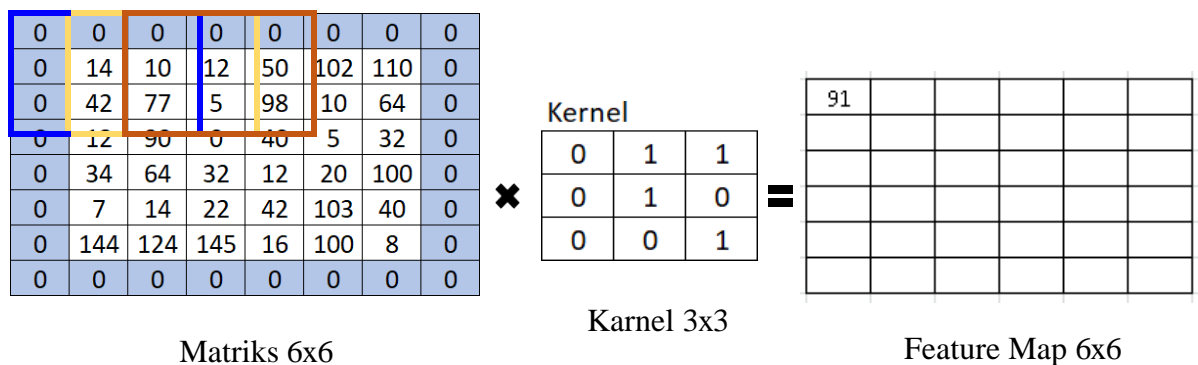 0 0 0 0 0 0 0 0
0 14 10 12 50 102 110 0
0 42 77 5 98 10 64 0
0 12 90 0 40 5 32 0
0 34 64 32 12 20 100 0
0 7 14 22 42 103 40 0
0 144 124 145 16 100 8 0
0 0 0 0 0 0 0 0
Matriks 6x6
✖
Kernel
0 1 1
0 1 0
0 0 1
Karnel 3x3
=
91
Feature Map 6x6